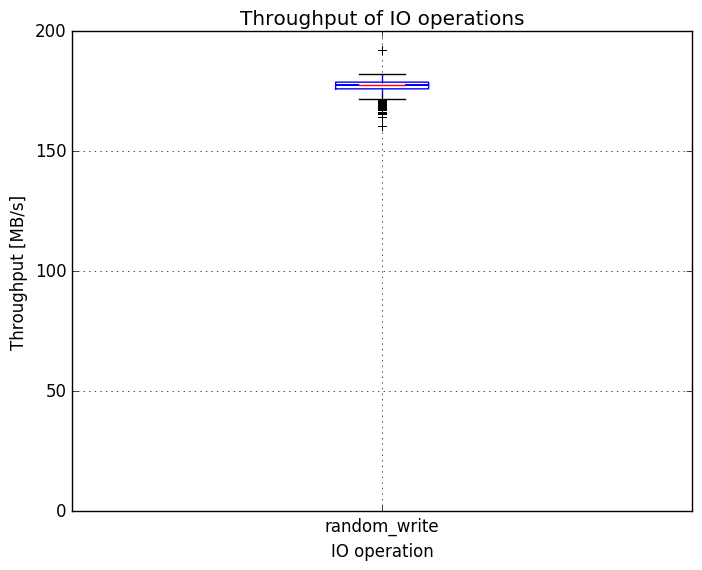 Throughput of IO operations
200
150
100
50
0
Throughput [MB/s]
random_write
IO operation